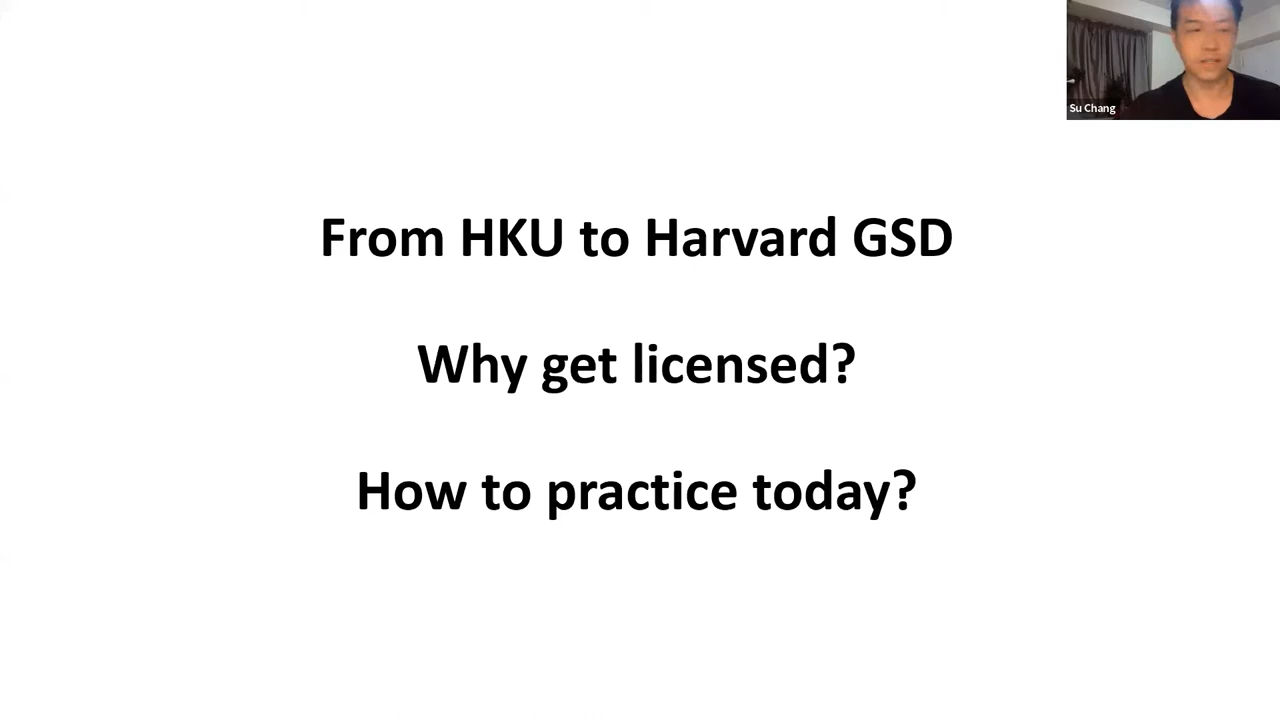 Su Chang
From HKU to Harvard GSD
Why get licensed?
How to practice today?